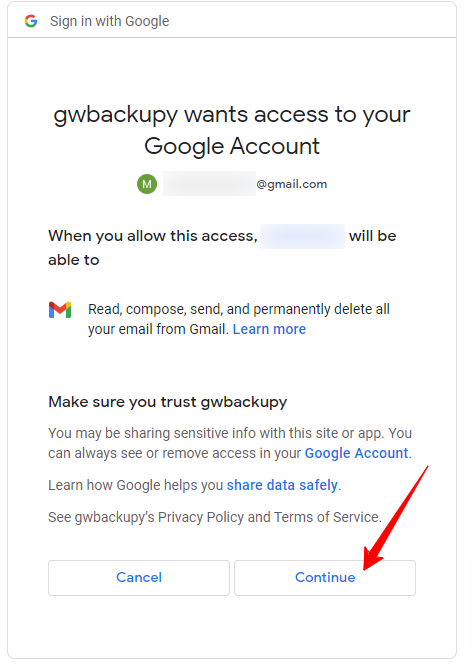 Sign in with Google
gwbackupy wants access to your
Google Account
M
@gmail.com
When you allow this access, will be
able to
Read, compose, send, and permanently delete all
your email from Gmail. Learn more
Make sure you trust gwbackupy
You may be sharing sensitive info with this site or app. You
can always see or remove access in your Google Account.
Learn how Google helps you share data safely.
See gwbackupy's Privacy Policy and Terms of Service.
Cancel Continue